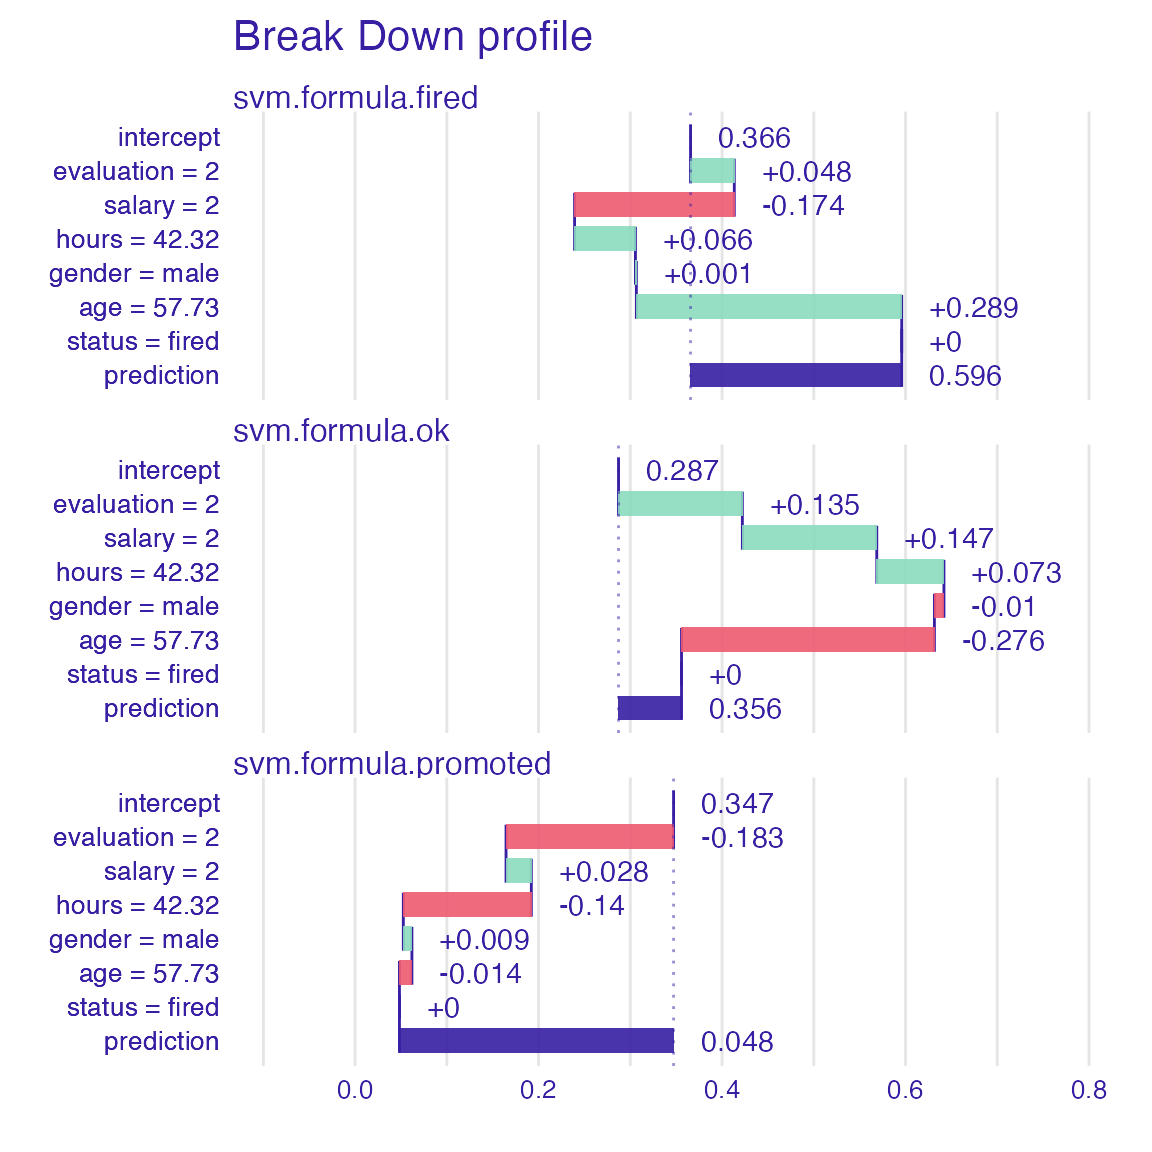 Break Down profile
svm.formula.fired
intercept 0.366
evaluation = 2 +0.048
salary = 2 -0.174
hours = 42.32 +0.066
gender = male +0.001
age = 57.73 +0.289
status = fired +0
prediction 0.596
svm.formula.ok
intercept 0.287
evaluation = 2 +0.135
salary = 2 +0.147
hours = 42.32 +0.073
gender = male -0.01
age = 57.73 -0.276
status = fired +0
prediction 0.356
svm.formula.promoted
intercept 0.347
evaluation = 2 -0.183
salary = 2 +0.028
hours = 42.32 -0.14
gender = male +0.009
age = 57.73 -0.014
status = fired +0
prediction 0.048
0.0 0.2 0.4 0.6 0.8